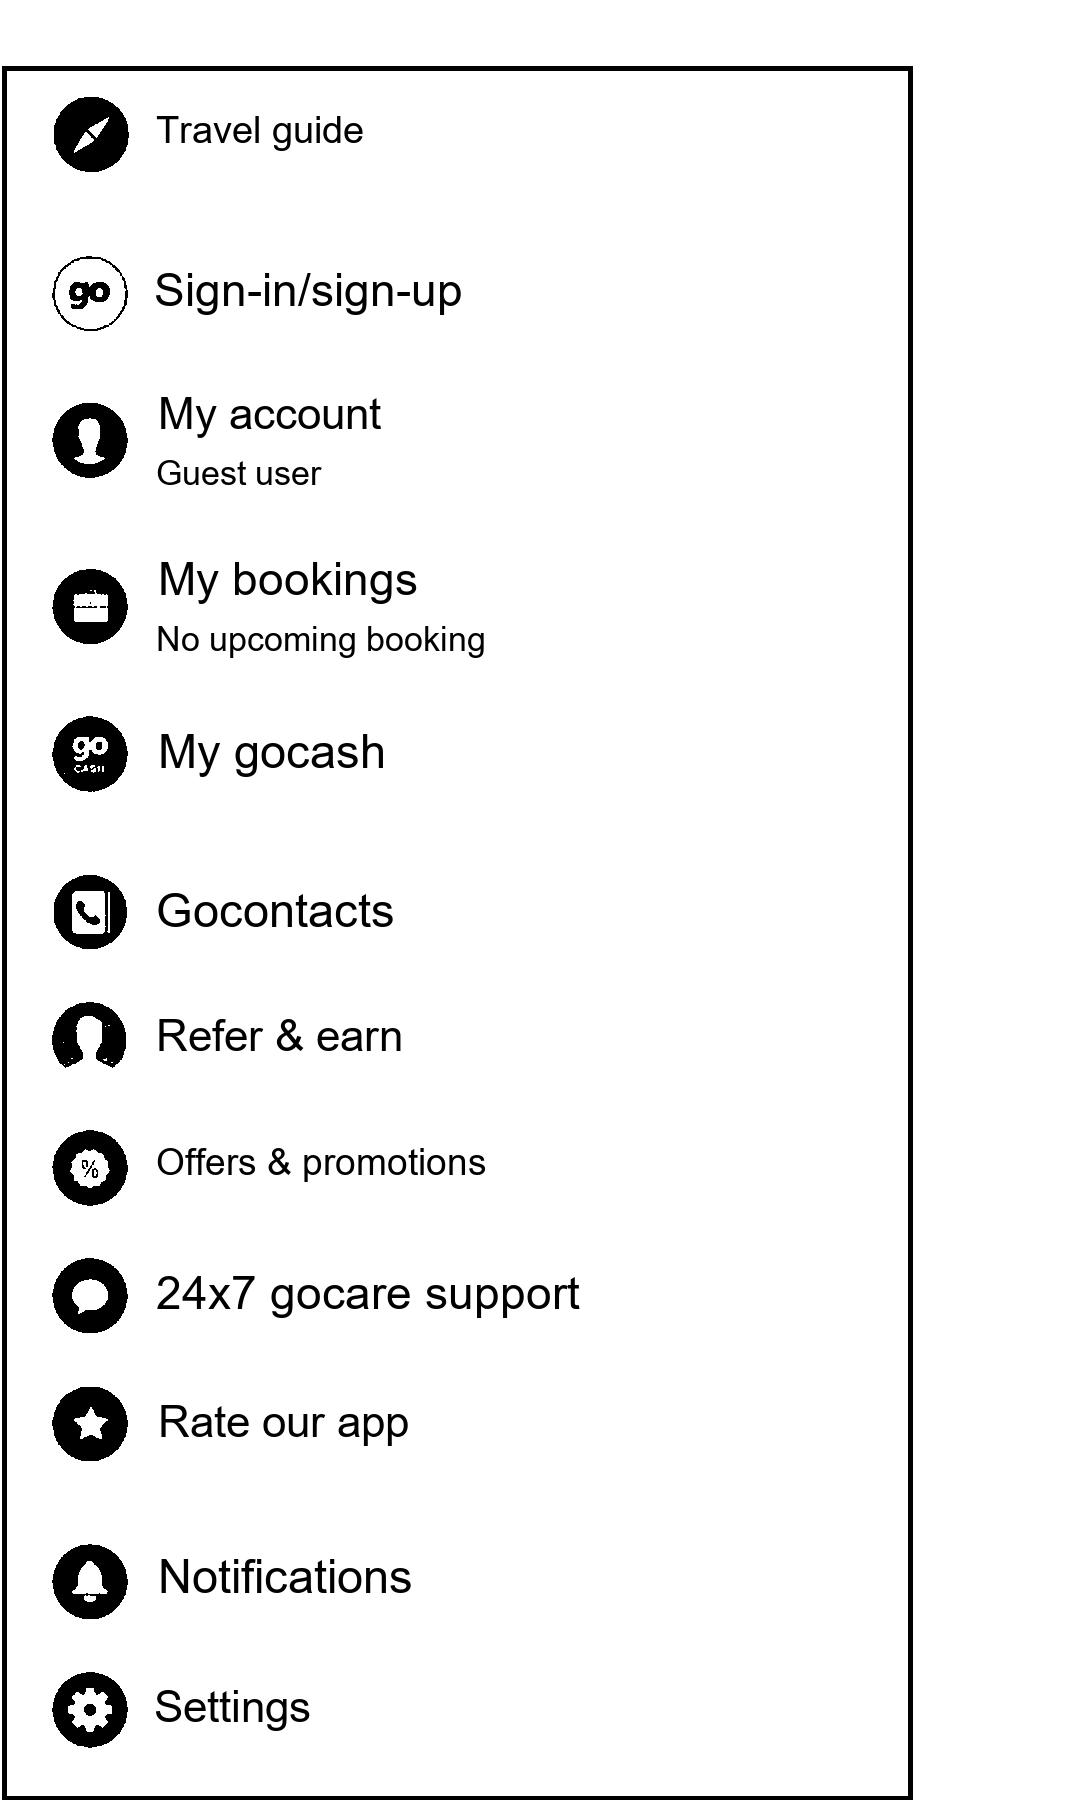 Travel guide
go
Sign-in/sign-up
My account
Guest user
My bookings
No upcoming booking
go
CASH
My gocash
Gocontacts
Refer & earn
%
Offers & promotions
24x7 gocare support
Rate our app
Notifications
Settings